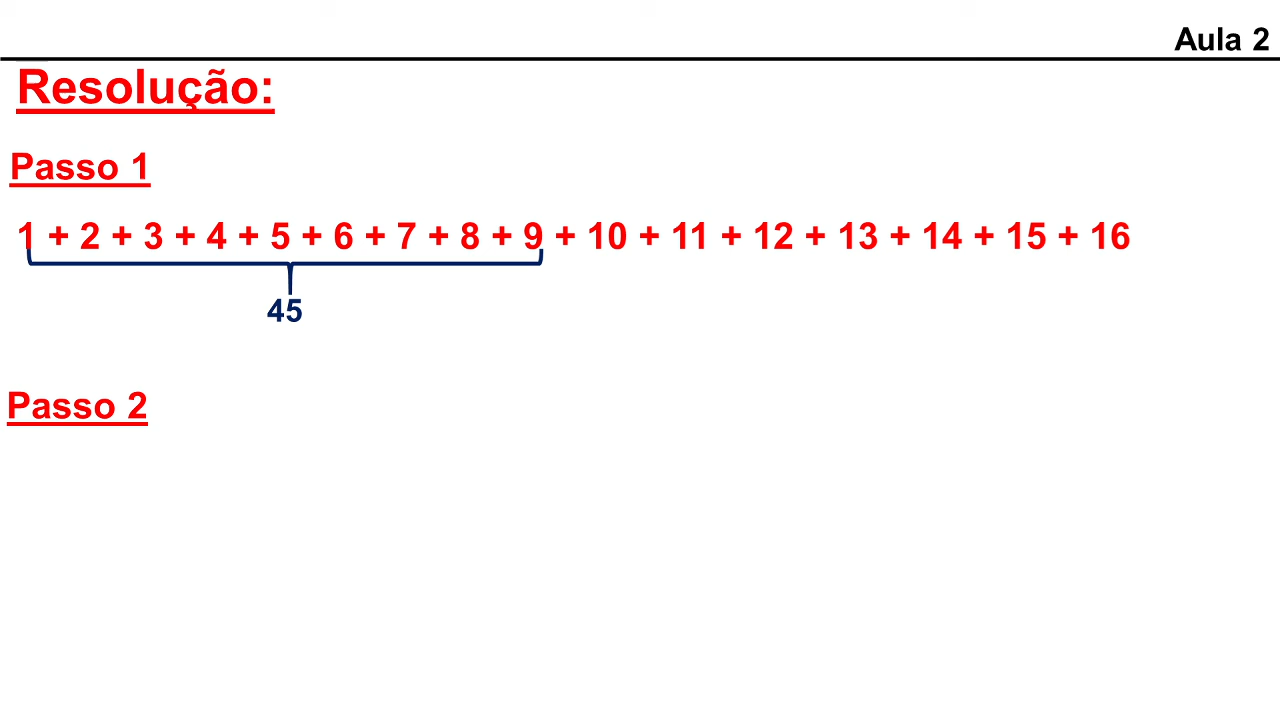 Aula 2
Resolução:
Passo 1
1 + 2 + 3 + 4 + 5 + 6 + 7 + 8 + 9 + 10 + 11 + 12 + 13 + 14 + 15 + 16
45
Passo 2